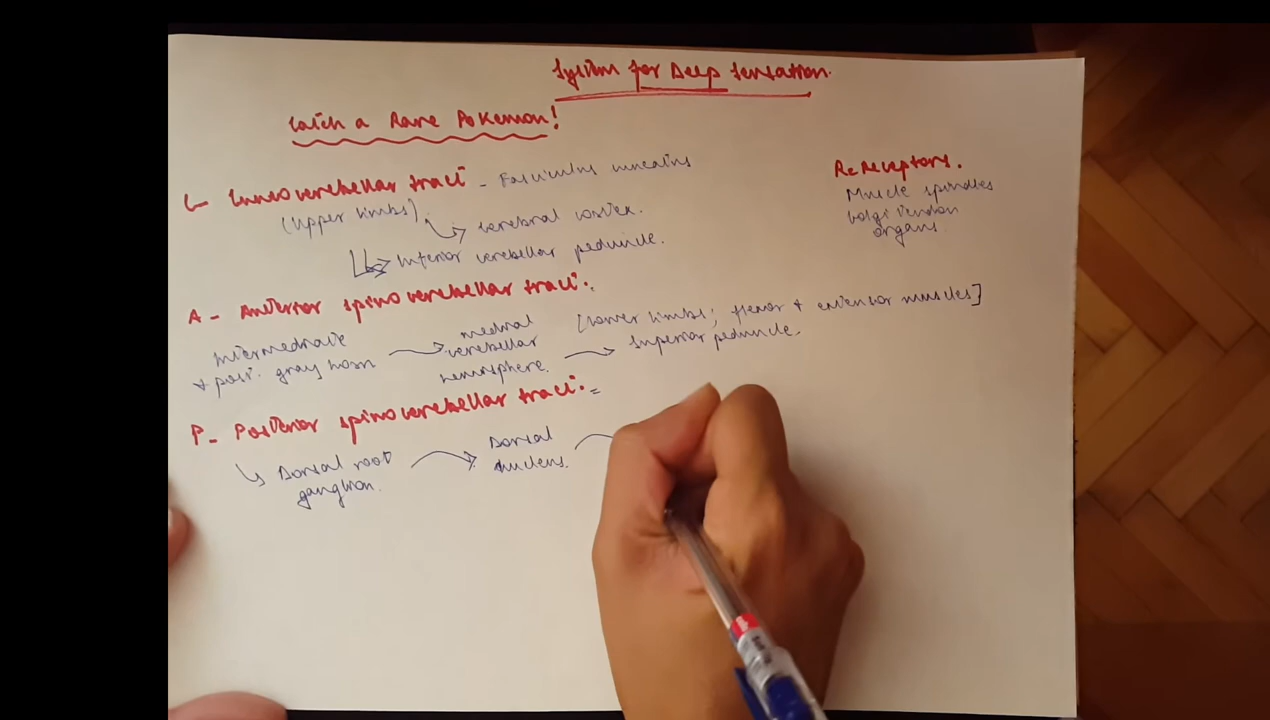 System for Deep Sensation.
Catch a Rare Pokemon!
C- Cuneocerebellar tract - Fasciculus cuneatus
(Upper limbs)
cerebral cortex.
Inferior cerebellar peduncle.
R= Receptors.
Muscle spindles
Golgi tendon
organs.
A - Anterior spinocerebellar tract.
[Lower limbs; flexor + extensor muscles]
Intermediate
+ post. gray horn
medial
cerebellar
hemisphere.
Superior peduncle.
P- Posterior spinocerebellar tract. =
Dorsal root
ganglion.
Dorsal
nucleus.